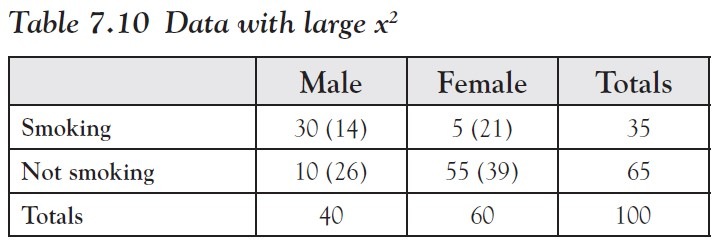 Table 7.10 Data with large x²
Male Female Totals
Smoking 30 (14) 5 (21) 35
Not smoking 10 (26) 55 (39) 65
Totals 40 60 100